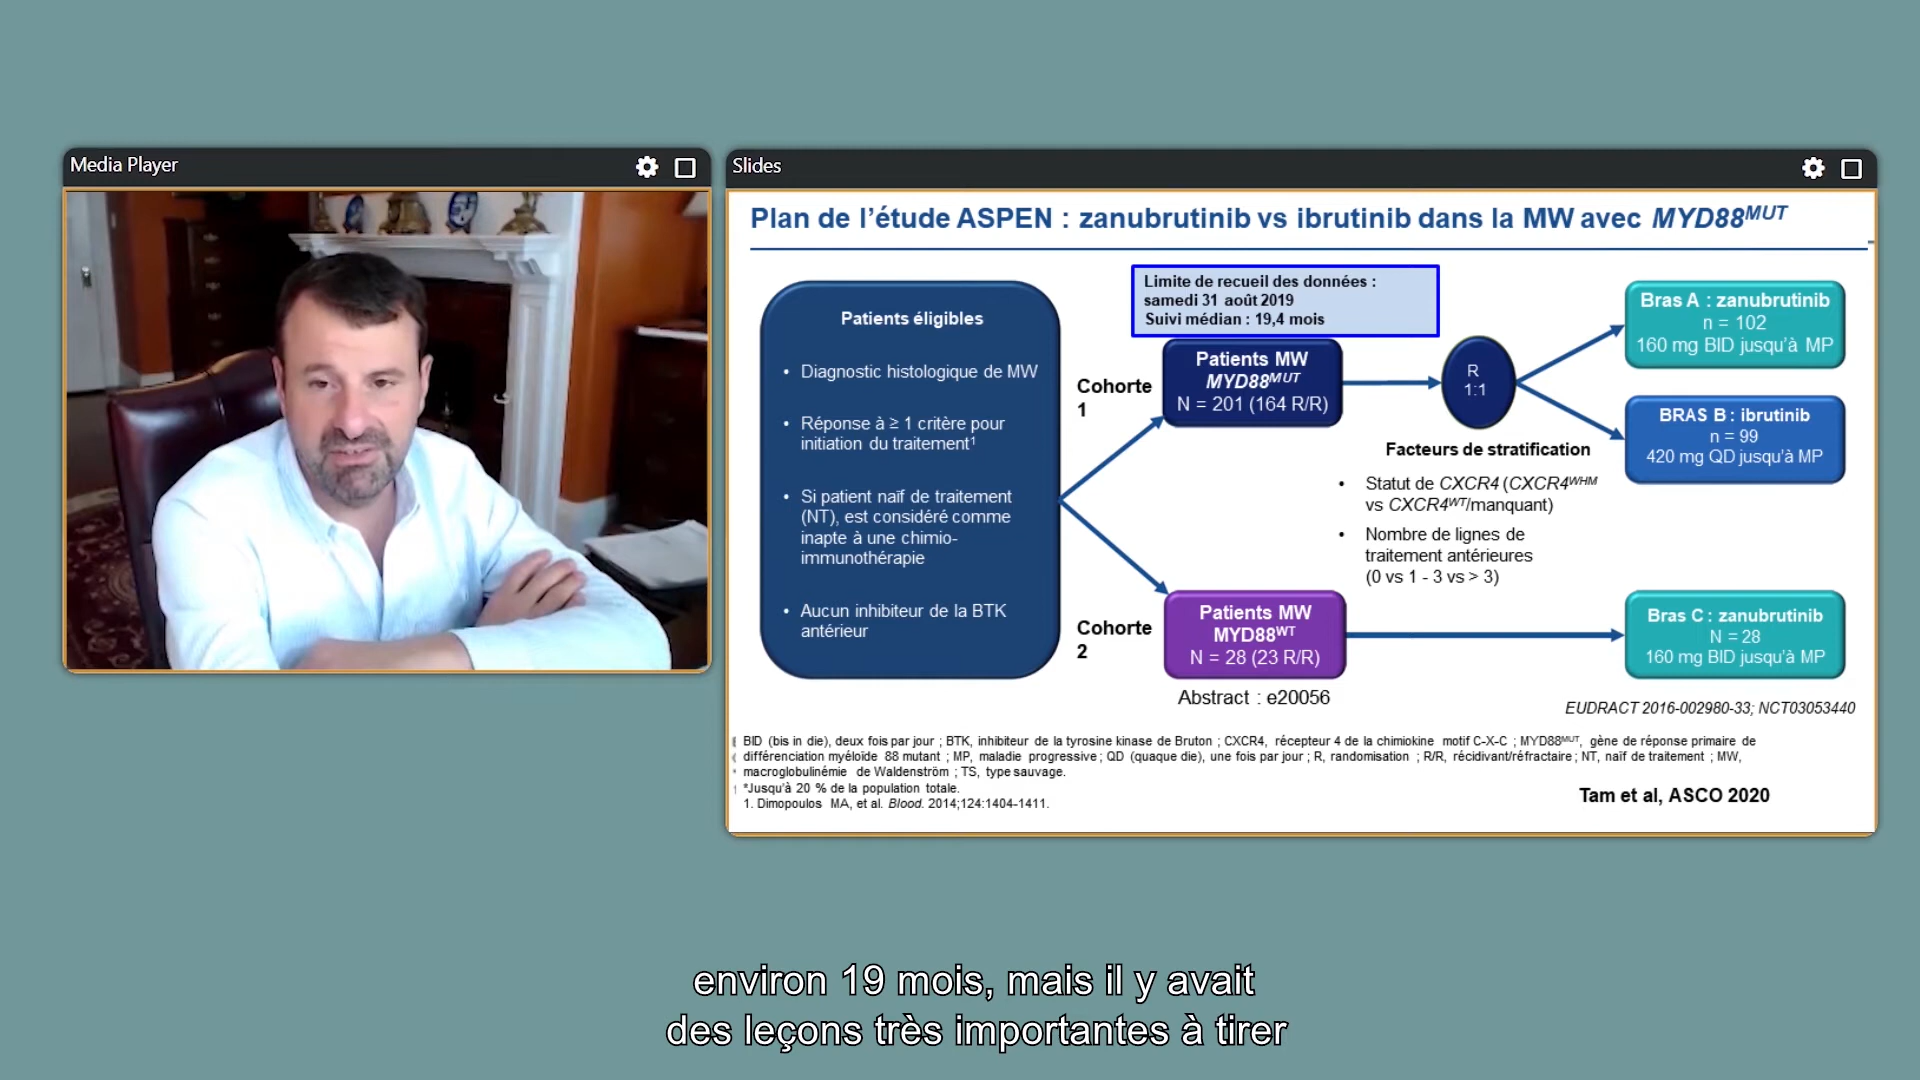 Media Player
Slides
Plan de l’étude ASPEN : zanubrutinib vs ibrutinib dans la MW avec MYD88MUT
Patients éligibles
• Diagnostic histologique de MW
• Réponse à ≥ 1 critère pour
initiation du traitement1
• Si patient naïf de traitement
(NT), est considéré comme
inapte à une chimio-
immunothérapie
• Aucun inhibiteur de la BTK
antérieur
Limite de recueil des données :
samedi 31 août 2019
Suivi médian : 19,4 mois
Cohorte
1
Patients MW
MYD88MUT
N = 201 (164 R/R)
R
1:1
Bras A : zanubrutinib
n = 102
160 mg BID jusqu’à MP
BRAS B : ibrutinib
n = 99
420 mg QD jusqu’à MP
Facteurs de stratification
• Statut de CXCR4 (CXCR4WHM
vs CXCR4WT/manquant)
• Nombre de lignes de
traitement antérieures
(0 vs 1 - 3 vs > 3)
Cohorte
2
Patients MW
MYD88WT
N = 28 (23 R/R)
Bras C : zanubrutinib
N = 28
160 mg BID jusqu’à MP
Abstract : e20056
EUDRACT 2016-002980-33; NCT03053440
BID (bis in die), deux fois par jour ; BTK, inhibiteur de la tyrosine kinase de Bruton ; CXCR4, récepteur 4 de la chimiokine motif C-X-C ; MYD88MUT, gène de réponse primaire de
différenciation myéloïde 88 mutant ; MP, maladie progressive ; QD (quaque die), une fois par jour ; R, randomisation ; R/R, récidivant/réfractaire ; NT, naïf de traitement ; MW,
macroglobulinémie de Waldenström ; TS, type sauvage.
*Jusqu’à 20 % de la population totale.
1. Dimopoulos MA, et al. Blood. 2014;124:1404-1411.
Tam et al, ASCO 2020
environ 19 mois, mais il y avait
des leçons très importantes à tirer